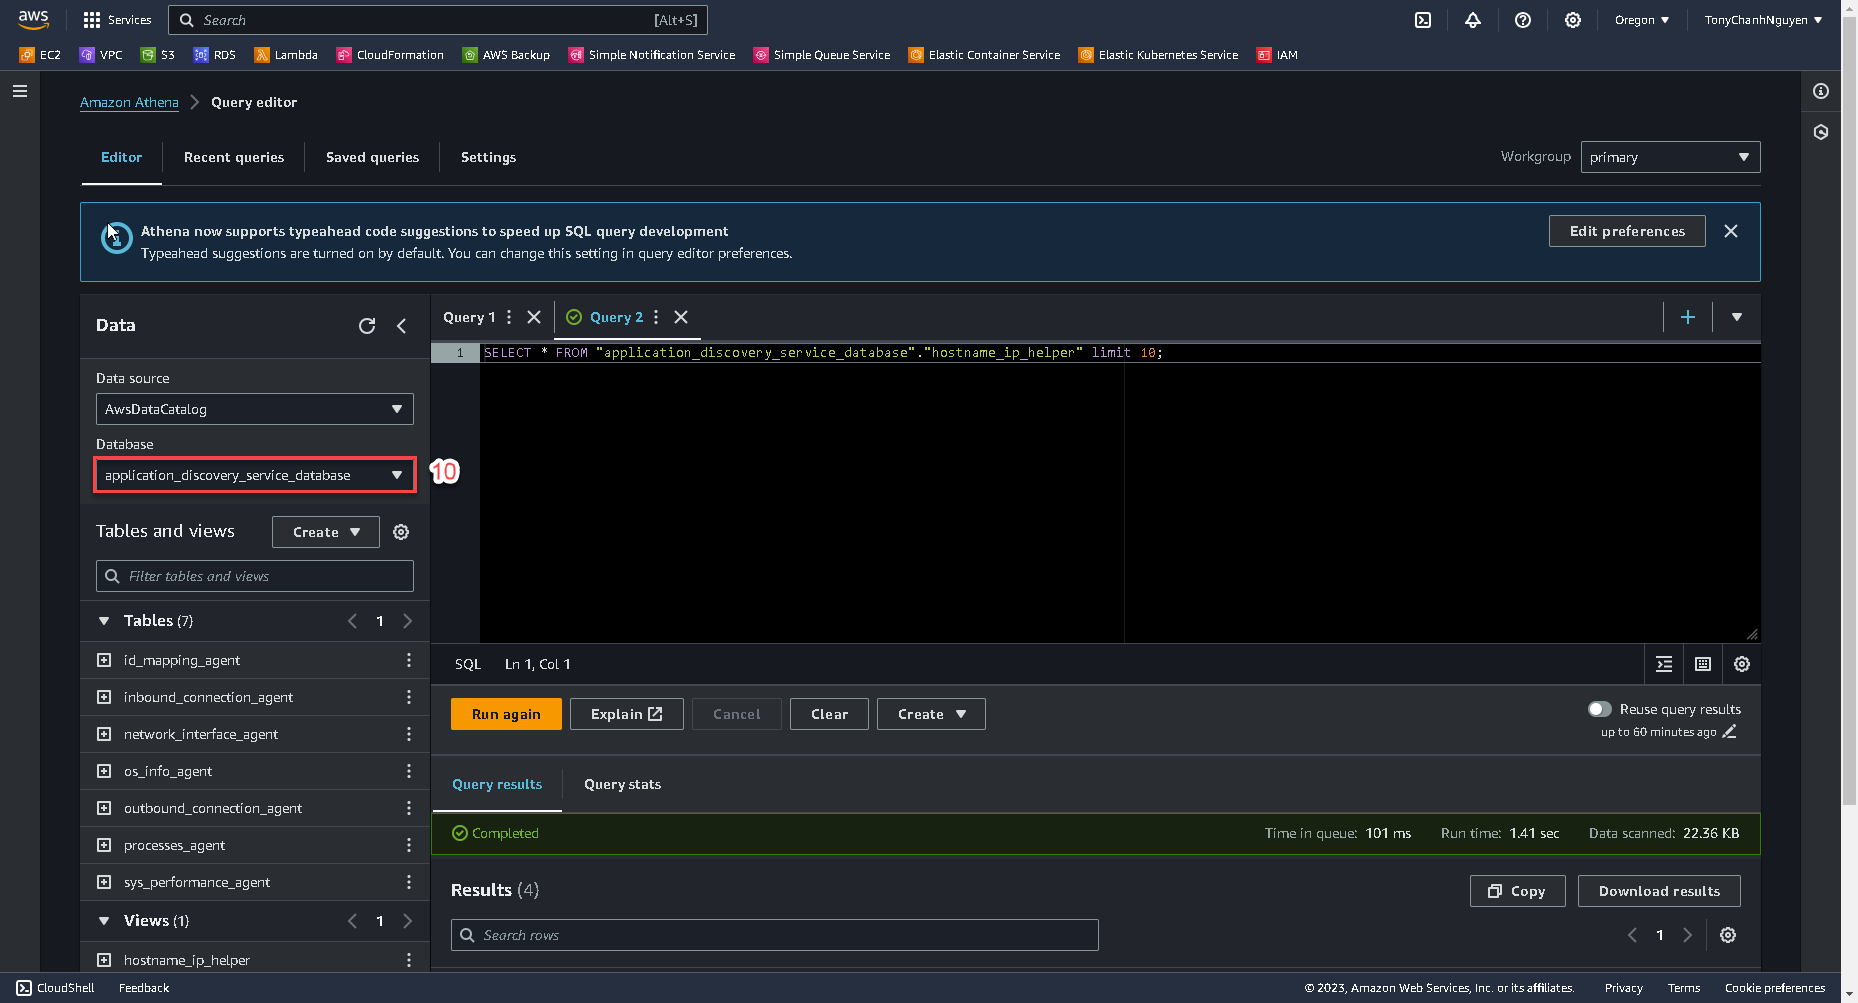 aws
Services
Search
[Alt+S]
Oregon
TonyChanhNguyen
EC2
VPC
S3
RDS
Lambda
CloudFormation
AWS Backup
Simple Notification Service
Simple Queue Service
Elastic Container Service
Elastic Kubernetes Service
IAM
Amazon Athena
Query editor
Editor
Recent queries
Saved queries
Settings
Workgroup
primary
Athena now supports typeahead code suggestions to speed up SQL query development
Typeahead suggestions are turned on by default. You can change this setting in query editor preferences.
Edit preferences
Data
Data source
AwsDataCatalog
Database
application_discovery_service_database
10
Tables and views
Create
Filter tables and views
Tables (7)
1
id_mapping_agent
inbound_connection_agent
network_interface_agent
os_info_agent
outbound_connection_agent
processes_agent
sys_performance_agent
Views (1)
1
hostname_ip_helper
Query 1
Query 2
1
SELECT * FROM "application_discovery_service_database"."hostname_ip_helper" limit 10;
SQL
Ln 1, Col 1
Run again
Explain
Cancel
Clear
Create
Reuse query results
up to 60 minutes ago
Query results
Query stats
Completed
Time in queue: 101 ms
Run time: 1.41 sec
Data scanned: 22.36 KB
Results (4)
Copy
Download results
Search rows
1
CloudShell
Feedback
© 2023, Amazon Web Services, Inc. or its affiliates.
Privacy
Terms
Cookie preferences